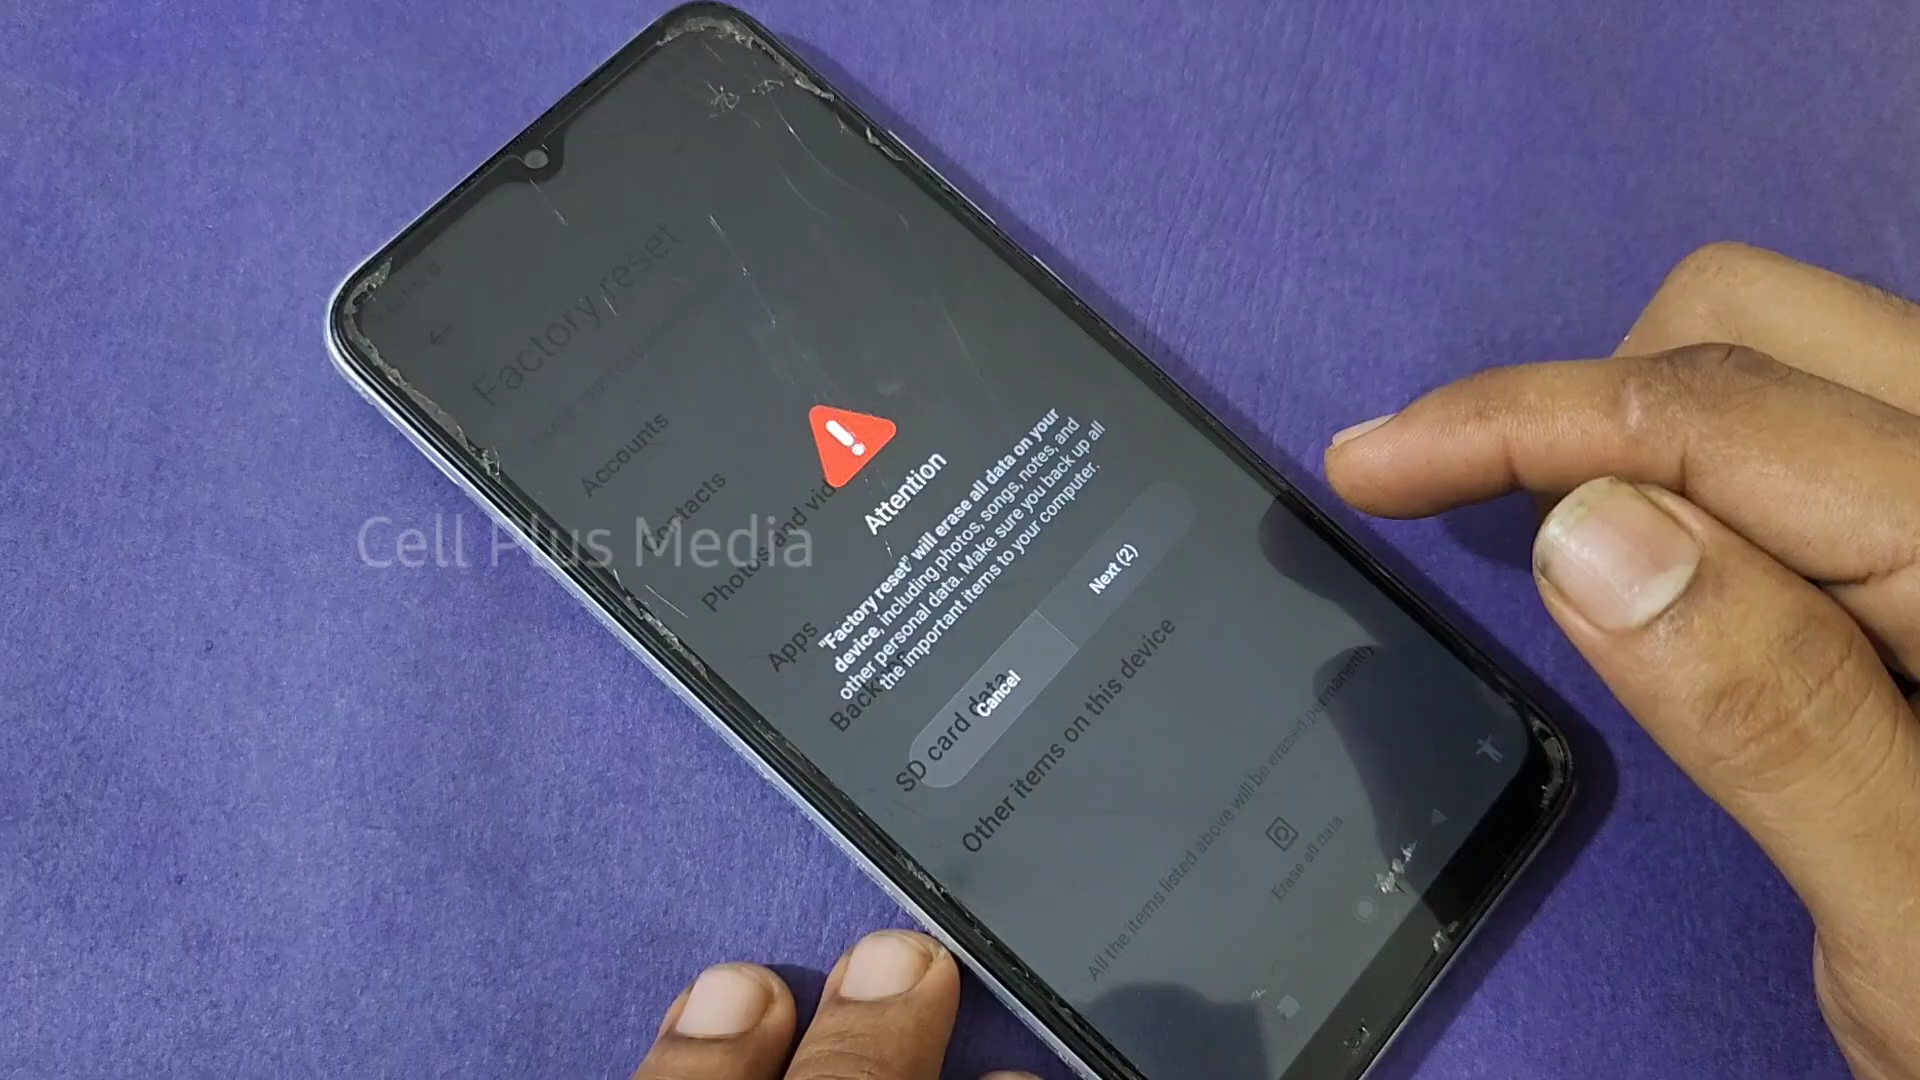 Factory reset
Accounts
Contacts
Photos and vid
Apps
Back
SD card data
Other items on this device
All the items listed above will be erased permanently
Erase all data
Attention
"Factory reset" will erase all data on your
device, including photos, songs, notes, and
other personal data. Make sure you back up all
the important items to your computer.
Cancel
Next (2)
Cell Plus Media